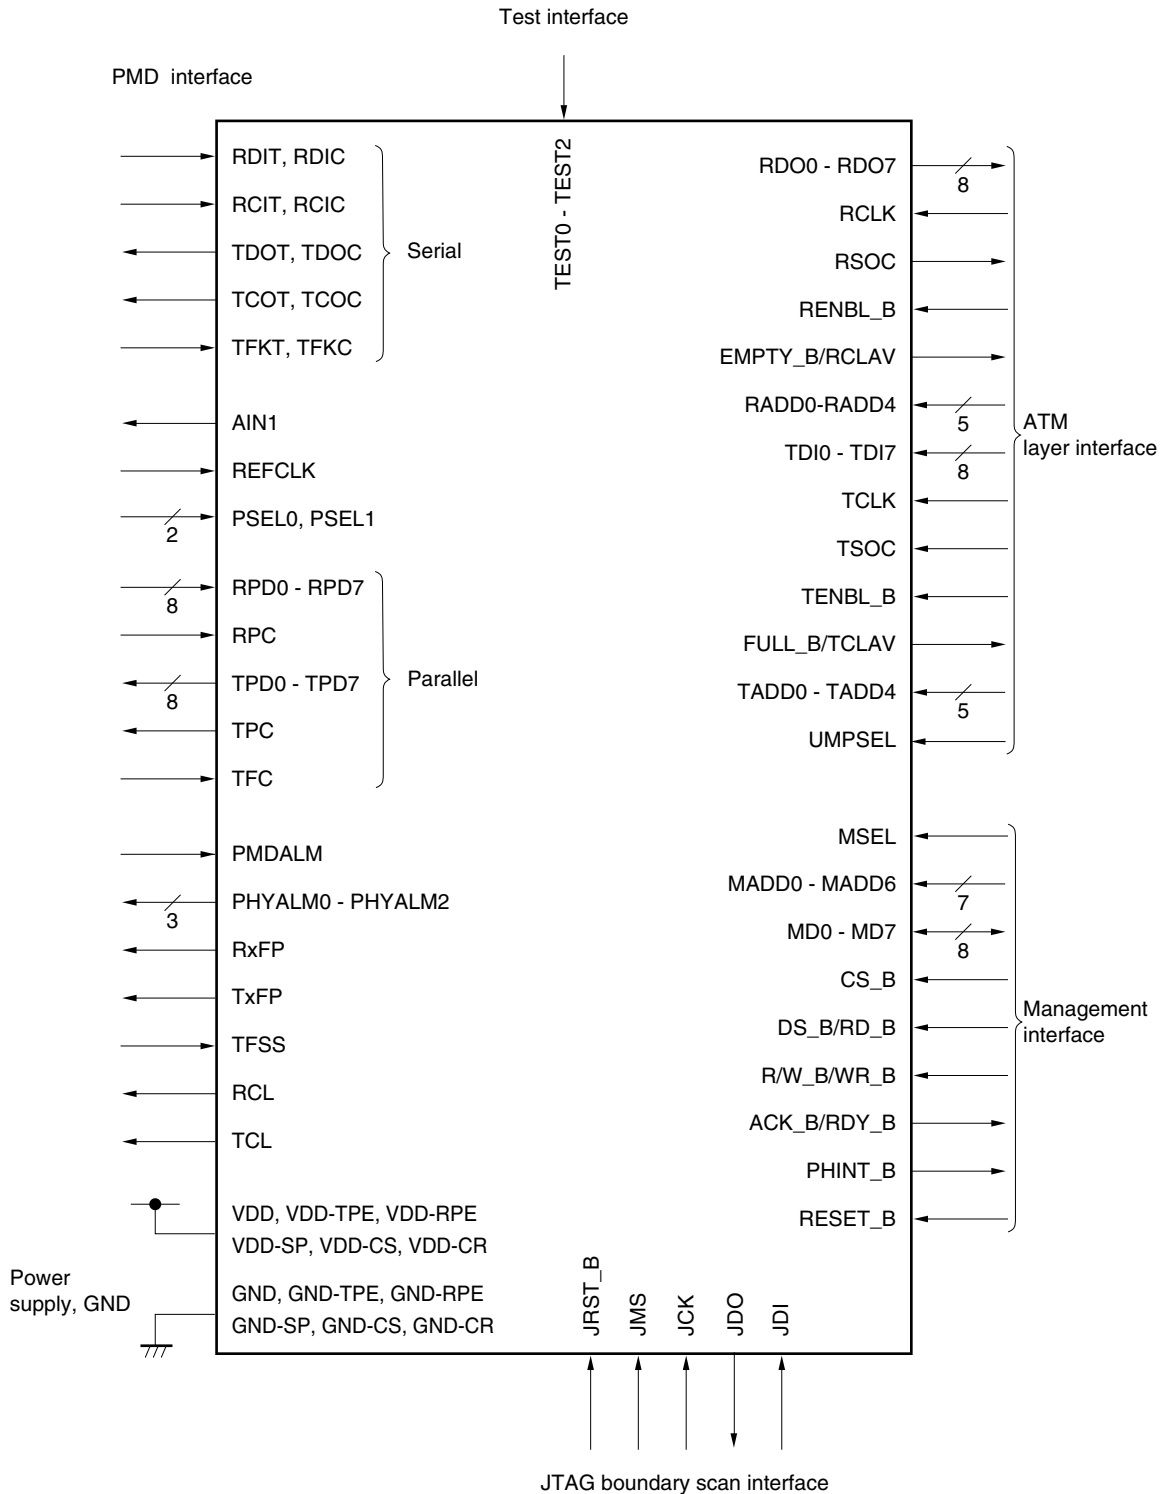 Test interface
PMD interface
TEST0 - TEST2
RDIT, RDIC
RCIT, RCIC
TDOT, TDOC
TCOT, TCOC
TFKT, TFKC
Serial
AIN1
REFCLK
PSEL0, PSEL1
2
RPD0 - RPD7
8
RPC
TPD0 - TPD7
8
TPC
TFC
Parallel
PMDALM
PHYALM0 - PHYALM2
3
RxFP
TxFP
TFSS
RCL
TCL
VDD, VDD-TPE, VDD-RPE
VDD-SP, VDD-CS, VDD-CR
Power
supply, GND
GND, GND-TPE, GND-RPE
GND-SP, GND-CS, GND-CR
RDO0 - RDO7
8
RCLK
RSOC
RENBL_B
EMPTY_B/RCLAV
RADD0-RADD4
5
TDI0 - TDI7
8
TCLK
TSOC
TENBL_B
FULL_B/TCLAV
TADD0 - TADD4
5
UMPSEL
ATM
layer interface
MSEL
MADD0 - MADD6
7
MD0 - MD7
8
CS_B
DS_B/RD_B
R/W_B/WR_B
ACK_B/RDY_B
PHINT_B
RESET_B
Management
interface
JRST_B
JMS
JCK
JDO
JDI
JTAG boundary scan interface